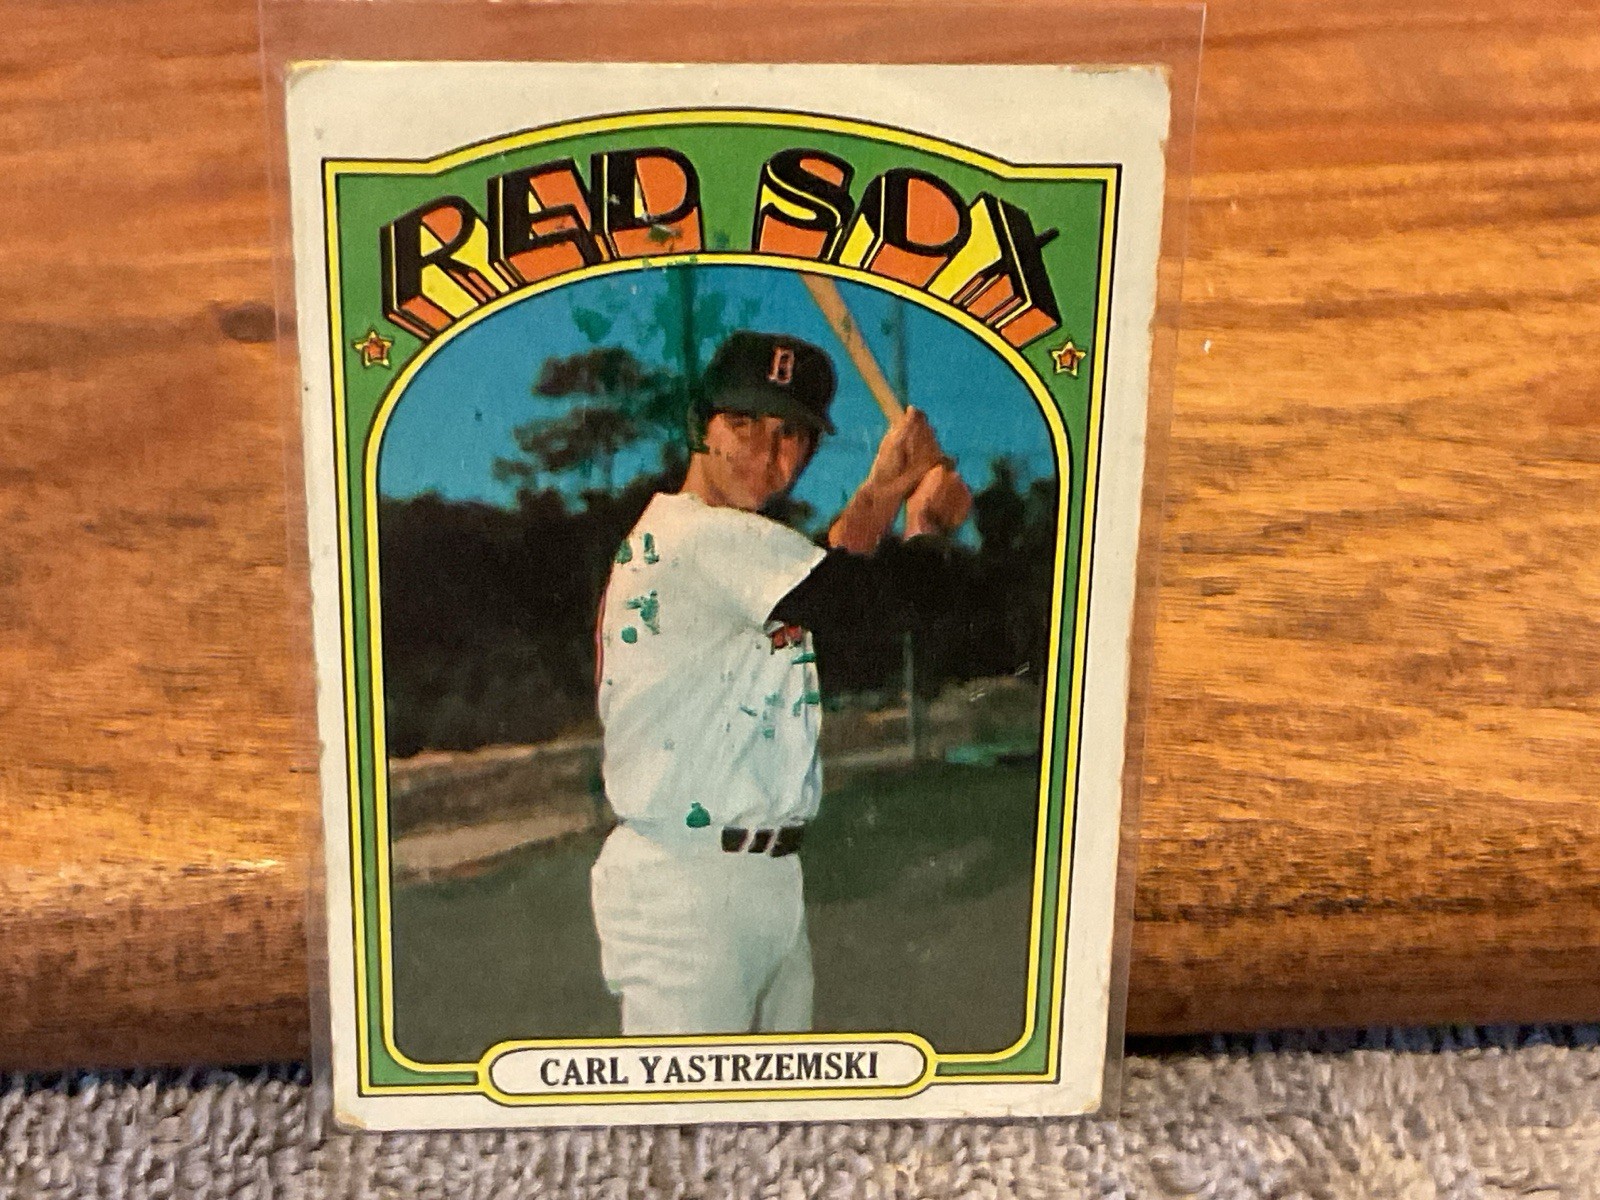 RED SOX
B
CARL YASTRZEMSKI